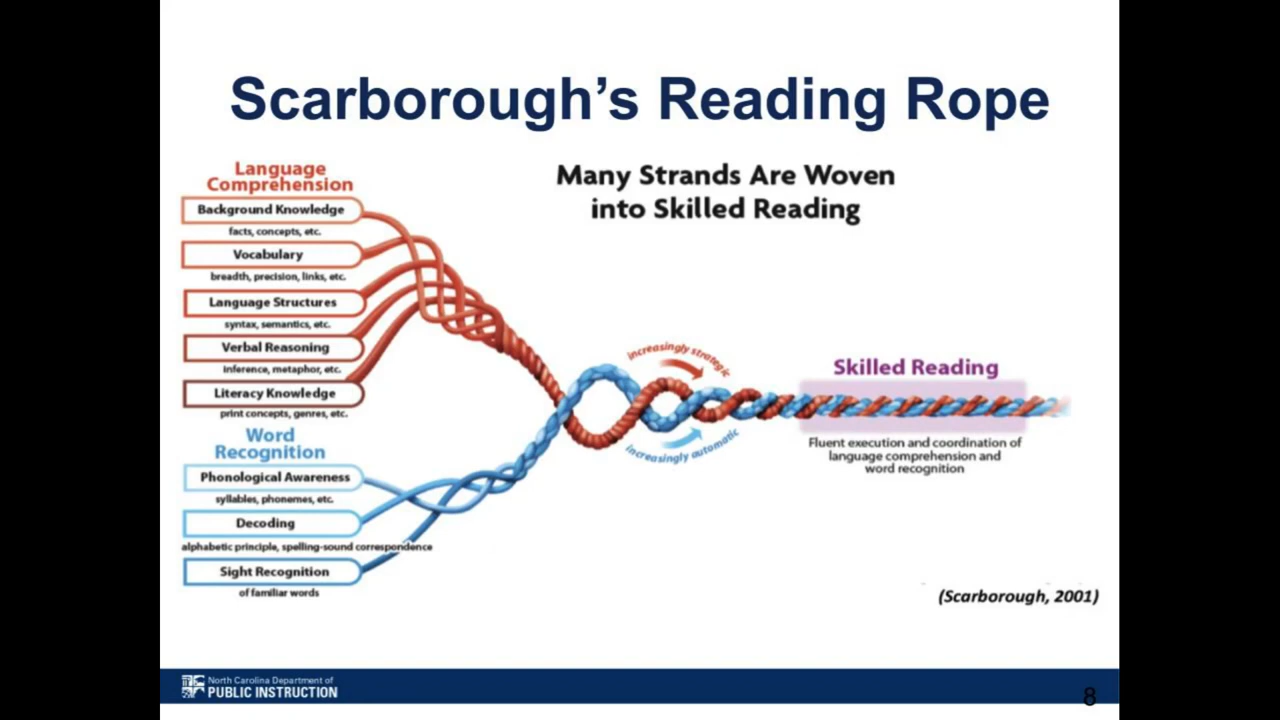 Scarborough's Reading Rope
Many Strands Are Woven
into Skilled Reading
Language
Comprehension
Background Knowledge
facts, concepts, etc.
Vocabulary
breadth, precision, links, etc.
Language Structures
syntax, semantics, etc.
Verbal Reasoning
inference, metaphor, etc.
Literacy Knowledge
print concepts, genres, etc.
Word
Recognition
Phonological Awareness
syllables, phonemes, etc.
Decoding
alphabetic principle, spelling-sound correspondence
Sight Recognition
of familiar words
increasingly strategic
increasingly automatic
Skilled Reading
Fluent execution and coordination of
language comprehension and
word recognition
(Scarborough, 2001)
North Carolina Department of
PUBLIC INSTRUCTION
8